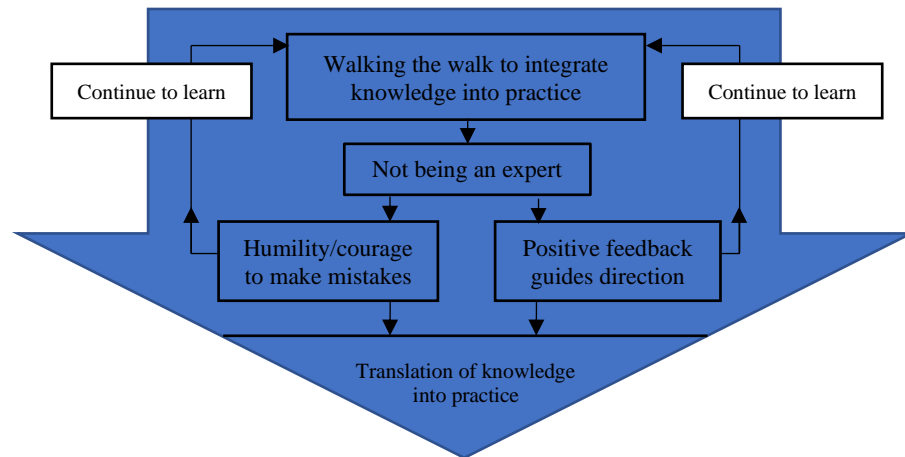 Walking the walk to integrate
knowledge into practice
Continue to learn
Continue to learn
Not being an expert
Humility/courage
to make mistakes
Positive feedback
guides direction
Translation of knowledge
into practice